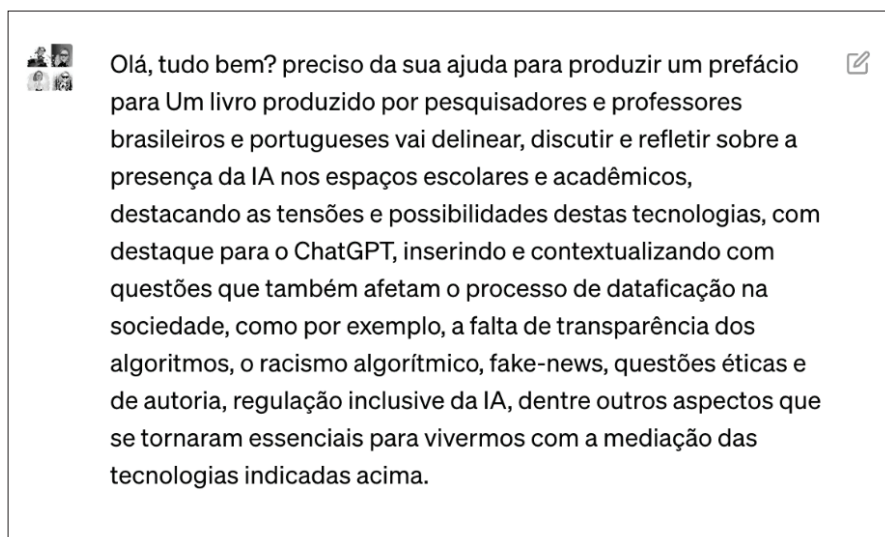 Olá, tudo bem? preciso da sua ajuda para produzir um prefácio
para Um livro produzido por pesquisadores e professores
brasileiros e portugueses vai delinear, discutir e refletir sobre a
presença da IA nos espaços escolares e acadêmicos,
destacando as tensões e possibilidades destas tecnologias, com
destaque para o ChatGPT, inserindo e contextualizando com
questões que também afetam o processo de dataficação na
sociedade, como por exemplo, a falta de transparência dos
algoritmos, o racismo algorítmico, fake-news, questões éticas e
de autoria, regulação inclusive da IA, dentre outros aspectos que
se tornaram essenciais para vivermos com a mediação das
tecnologias indicadas acima.